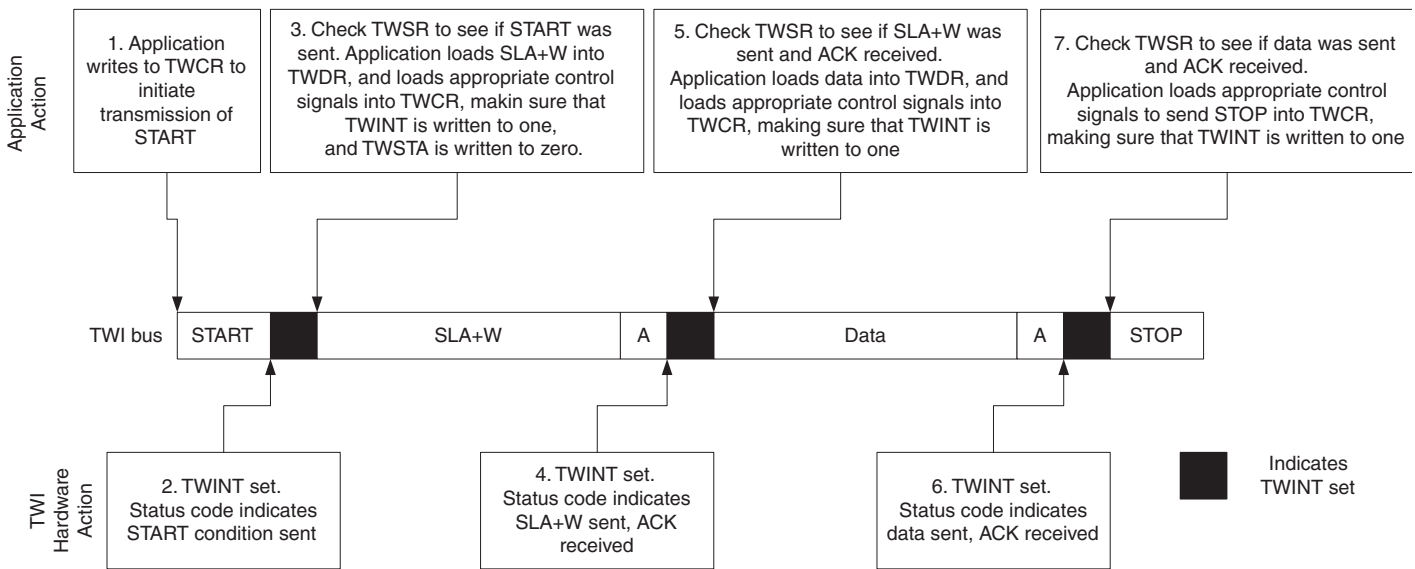 Application
Action
1. Application
writes to TWCR to
initiate
transmission of
START
3. Check TWSR to see if START was
sent. Application loads SLA+W into
TWDR, and loads appropriate control
signals into TWCR, makin sure that
TWINT is written to one,
and TWSTA is written to zero.
5. Check TWSR to see if SLA+W was
sent and ACK received.
Application loads data into TWDR, and
loads appropriate control signals into
TWCR, making sure that TWINT is
written to one
7. Check TWSR to see if data was sent
and ACK received.
Application loads appropriate control
signals to send STOP into TWCR,
making sure that TWINT is written to one
TWI bus
START
SLA+W
A
Data
A
STOP
TWI
Hardware
Action
2. TWINT set.
Status code indicates
START condition sent
4. TWINT set.
Status code indicates
SLA+W sent, ACK
received
6. TWINT set.
Status code indicates
data sent, ACK received
Indicates
TWINT set